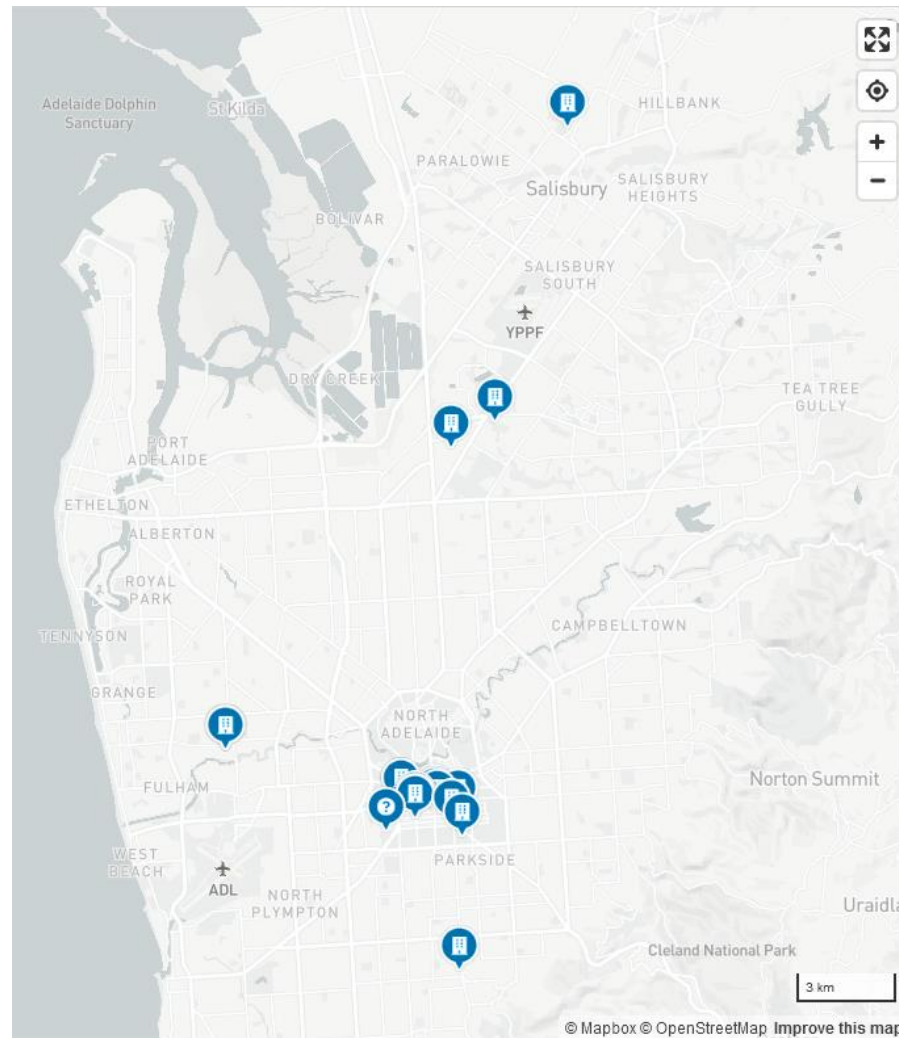 Adelaide Dolphin
Sanctuary
St Kilda
HILLBANK
PARALOWIE
Salisbury
SALISBURY
HEIGHTS
BOLIVAR
SALISBURY
SOUTH
YPPF
DRY CREEK
TEA TREE
GULLY
PORT
ADELAIDE
ETHELTON
ALBERTON
ROYAL
PARK
TENNYSON
CAMPBELLTOWN
GRANGE
NORTH
ADELAIDE
FULHAM
?
Norton Summit
WEST
BEACH
PARKSIDE
ADL
NORTH
PLYMPTON
Uraidla
Cleland National Park
3 km
© Mapbox © OpenStreetMap Improve this map